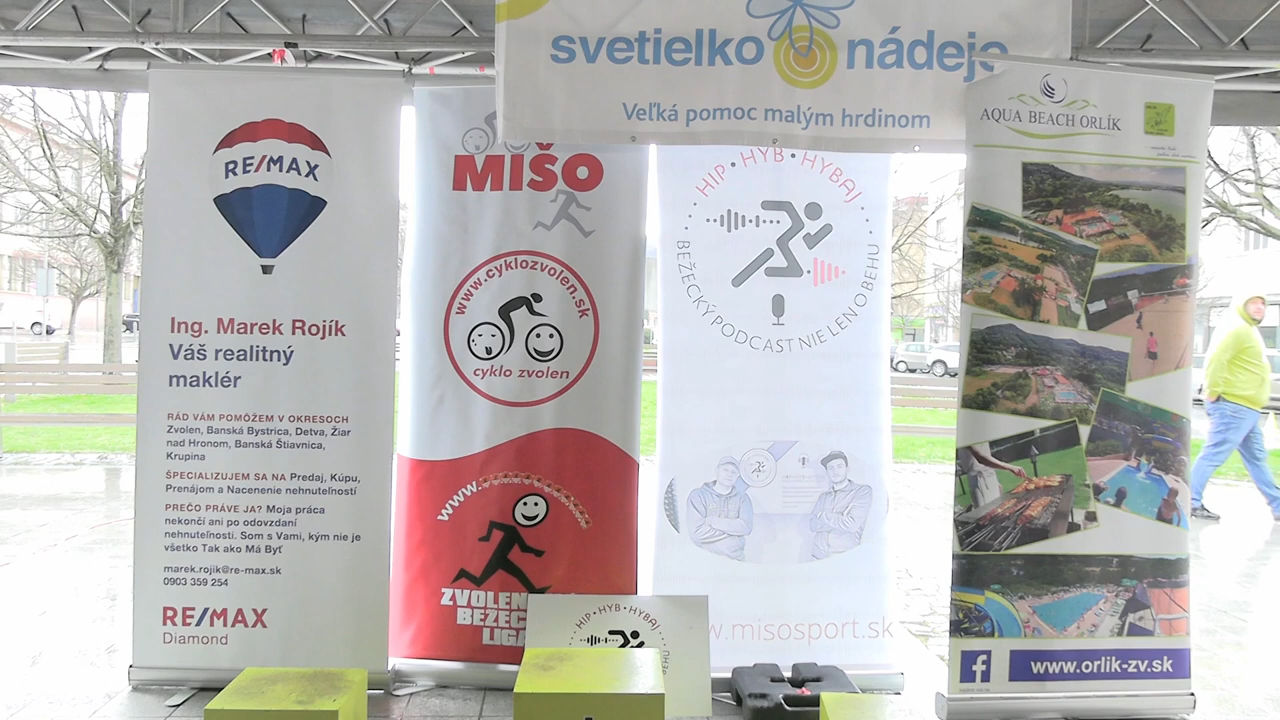 svetielko nádeje
Veľká pomoc malým hrdinom
RE/MAX
Ing. Marek Rojík
Váš realitný
maklér
RÁD VÁM POMÔŽEM V OKRESOCH
Zvolen, Banská Bystrica, Detva, Žiar
nad Hronom, Banská Štiavnica,
Krupina
ŠPECIALIZUJEM SA NA Predaj, Kúpu,
Prenájom a Nacenenie nehnuteľností
PREČO PRÁVE JA? Moja práca
nekončí ani po odovzdaní
nehnuteľnosti. Som s Vami, kým nie je
všetko Tak ako Má Byť
marek.rojik@re-max.sk
0903 359 254
RE/MAX
Diamond
MIŠO
www.cyklozvolen.sk
cyklo zvolen
www.
ZVOLEN
BEZEC
LIGA
HIP • HYB • HYBAJ
BEŽECKÝ PODCAST NIE LEN O BEHU
w.misosport.sk
HIP • HYB • HYBAJ
BEHU
AQUA BEACH ORLÍK
www.orlik-zv.sk